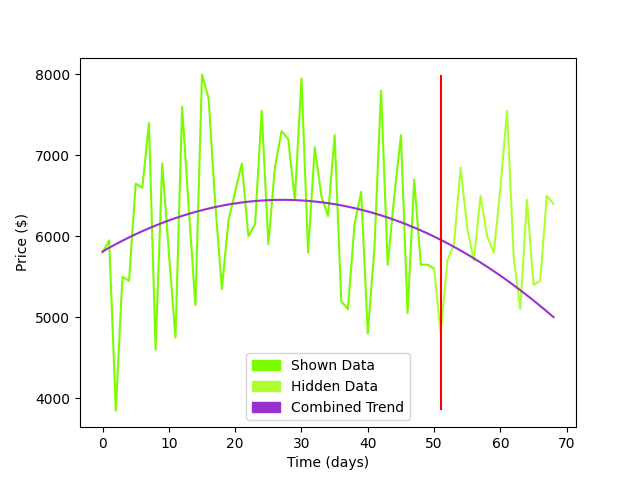 8000
7000
6000
5000
4000
Price ($)
Shown Data
Hidden Data
Combined Trend
0 10 20 30 40 50 60 70
Time (days)